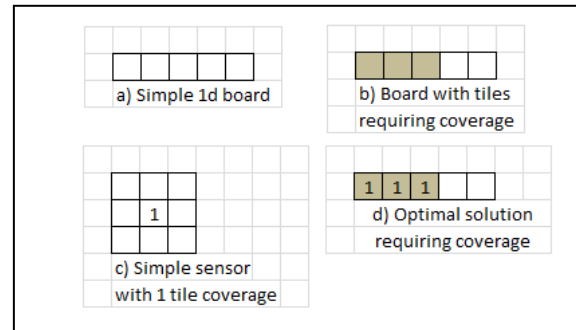 a) Simple 1d board
b) Board with tiles
requiring coverage
1
c) Simple sensor
with 1 tile coverage
1 1 1
d) Optimal solution
requiring coverage